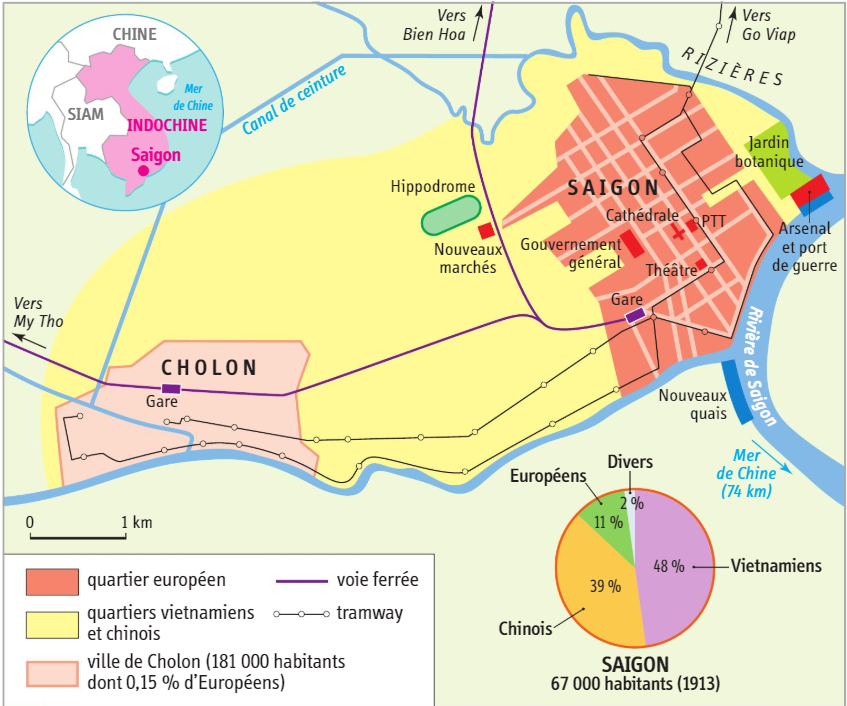 CHINE
Mer
de Chine
SIAM
INDOCHINE
Saigon
Canal de ceinture
Vers
Bien Hoa
Vers
Go Viap
RIZIÈRES
Jardin
botanique
Hippodrome
SAIGON
Cathédrale
PTT
Arsenal
et port
de guerre
Nouveaux
marchés
Gouvernement
général
Théâtre
Gare
Vers
My Tho
CHOLON
Gare
Rivière de Saigon
Nouveaux
quais
Mer
de Chine
(74 km)
0 1 km
Européens
Divers
2 %
11 %
48 %
Vietnamiens
39 %
Chinois
SAIGON
67 000 habitants (1913)
quartier européen
voie ferrée
quartiers vietnamiens
et chinois
tramway
ville de Cholon (181 000 habitants
dont 0,15 % d'Européens)